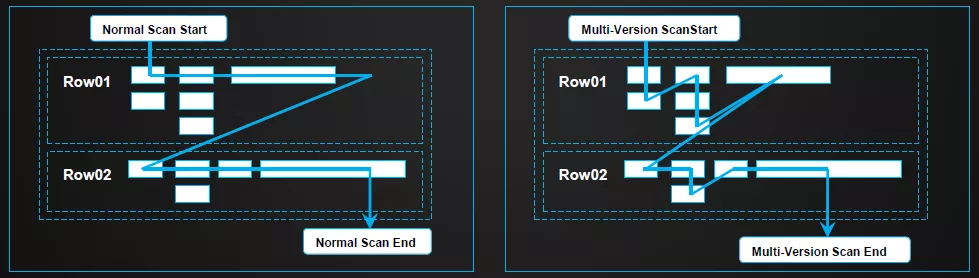 Normal Scan Start
Row01
Row02
Normal Scan End
Multi-Version ScanStart
Row01
Row02
Multi-Version Scan End